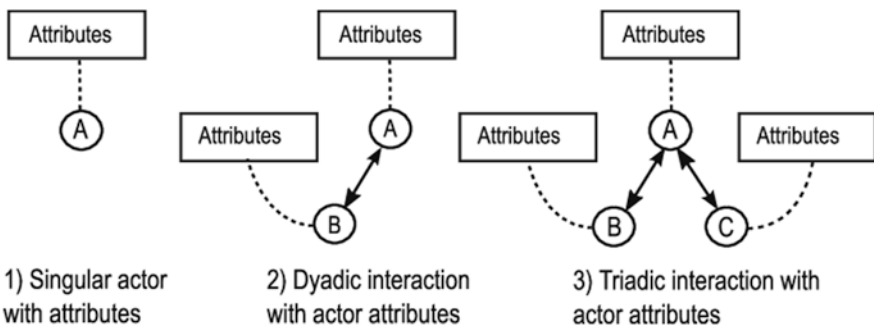 Attributes
Attributes
Attributes
A
Attributes
A
Attributes
A
Attributes
B
B
C
1) Singular actor
with attributes
2) Dyadic interaction
with actor attributes
3) Triadic interaction with
actor attributes